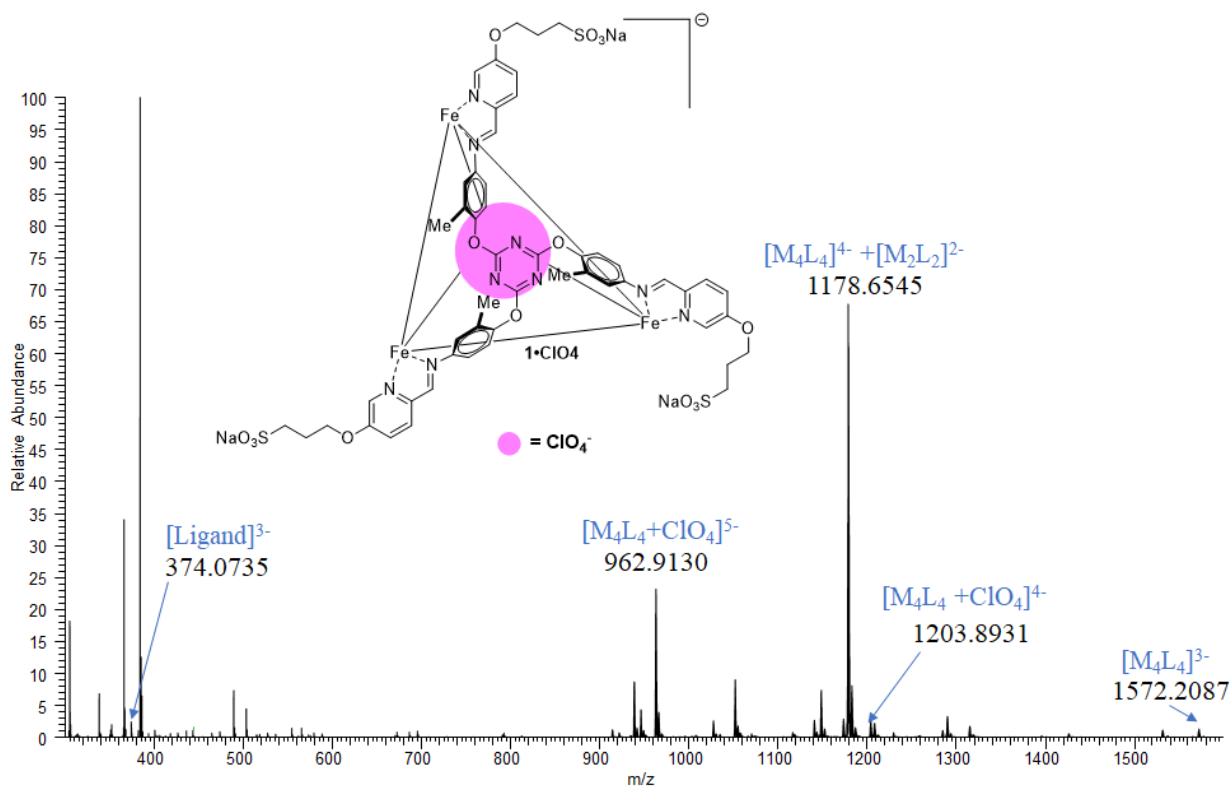 ⊖
O
SO₃Na
N
Fe
N
Me
O
N
O
N
N
Me
N
Me
O
N
Fe
O
Fe
N
1•ClO4
N
NaO₃S
NaO₃S
O
= ClO₄⁻
[M₄L₄]⁴⁻ +[M₂L₂]²⁻
1178.6545
[Ligand]³⁻
374.0735
[M₄L₄+ClO₄]⁵⁻
962.9130
[M₄L₄ +ClO₄]⁴⁻
1203.8931
[M₄L₄]³⁻
1572.2087
Relative Abundance
100
95
90
85
80
75
70
65
60
55
50
45
40
35
30
25
20
15
10
5
0
400 500 600 700 800 900 1000 1100 1200 1300 1400 1500
m/z